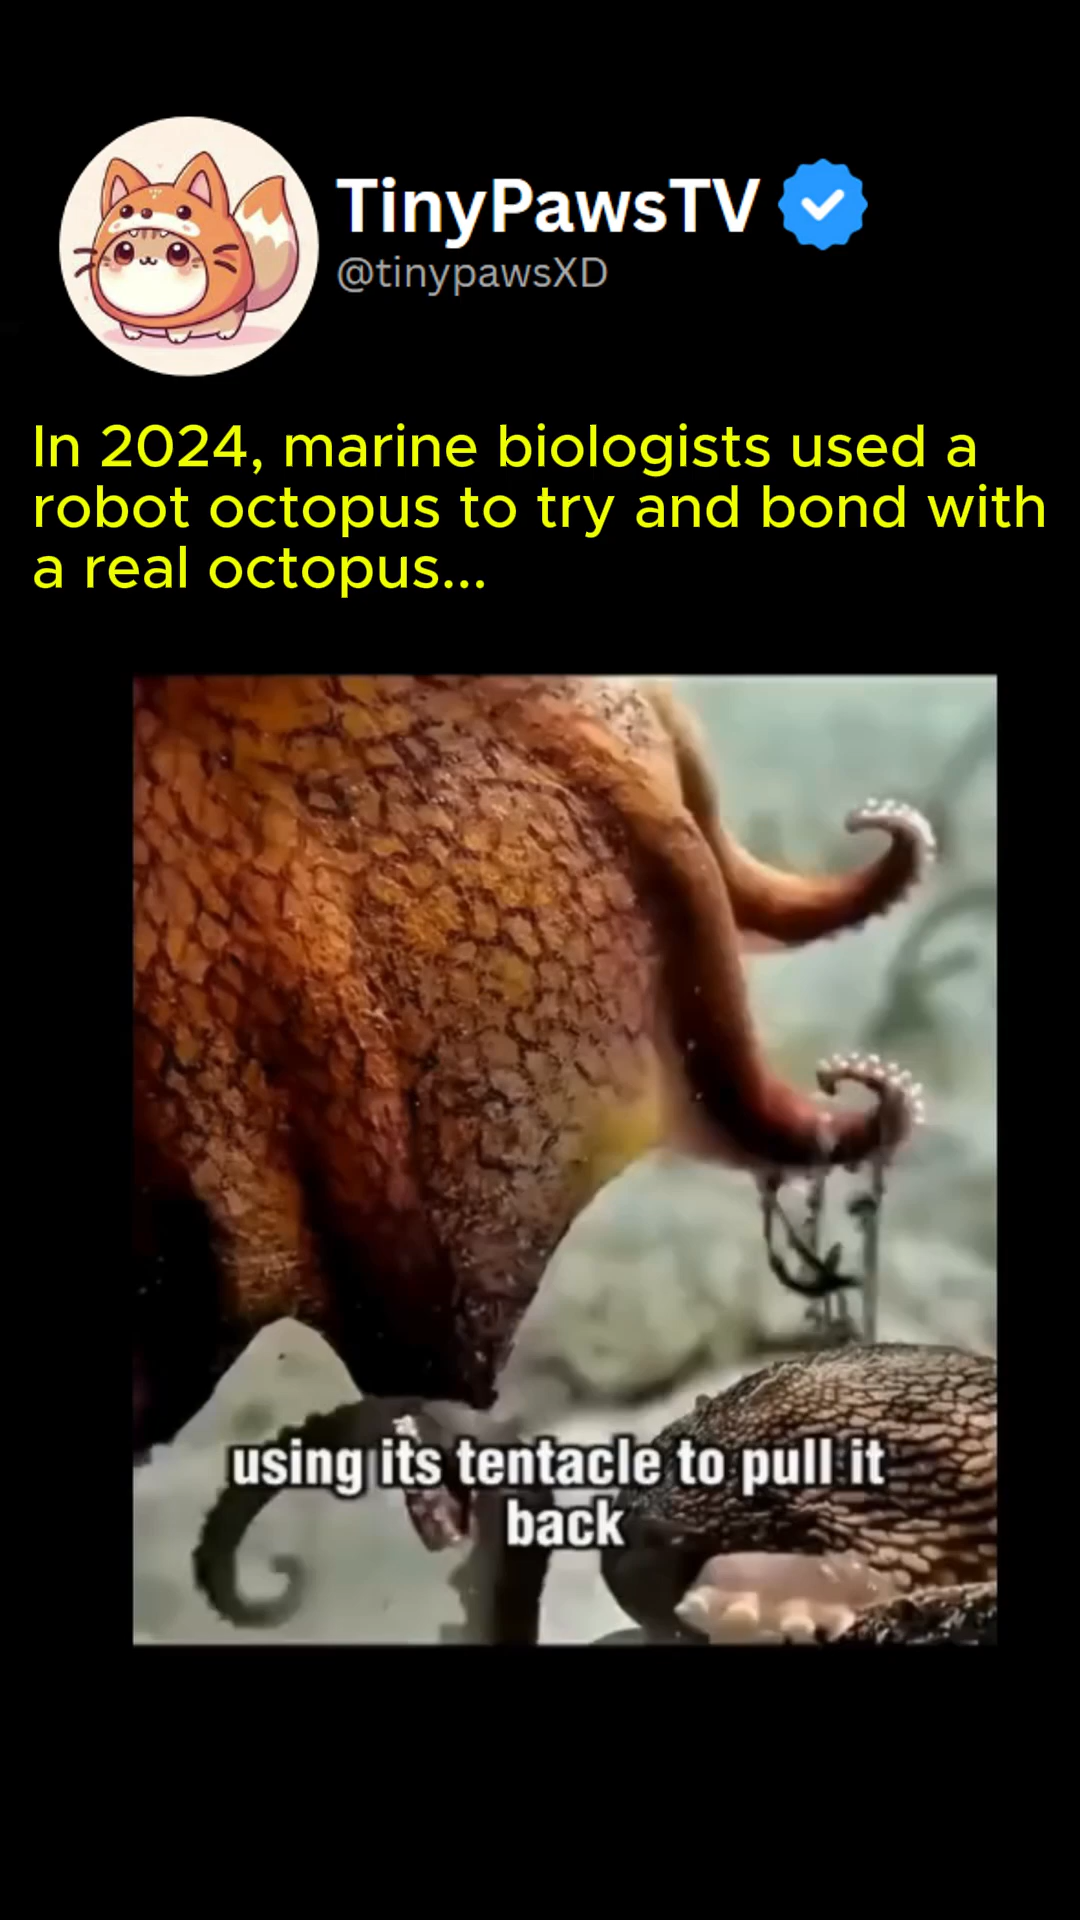 TinyPawsTV
@tinypawsXD
In 2024, marine biologists used a
robot octopus to try and bond with
a real octopus...
using its tentacle to pull it
back